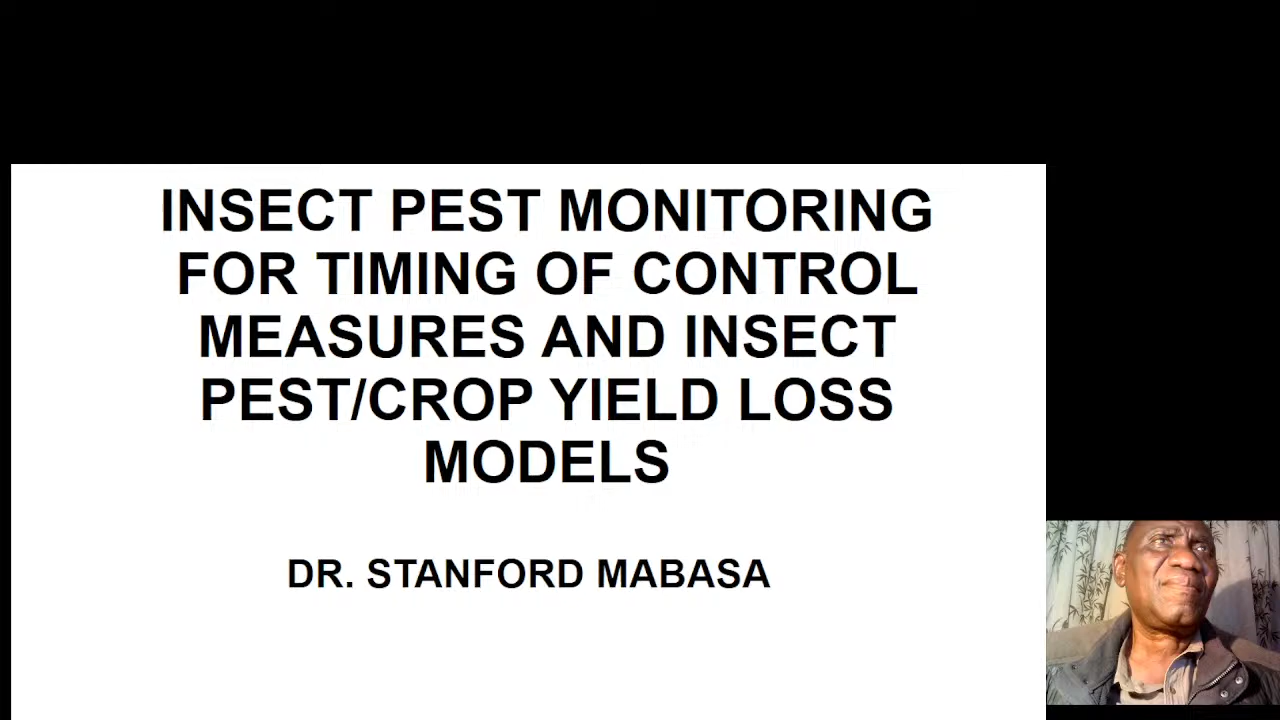 INSECT PEST MONITORING
FOR TIMING OF CONTROL
MEASURES AND INSECT
PEST/CROP YIELD LOSS
MODELS
DR. STANFORD MABASA